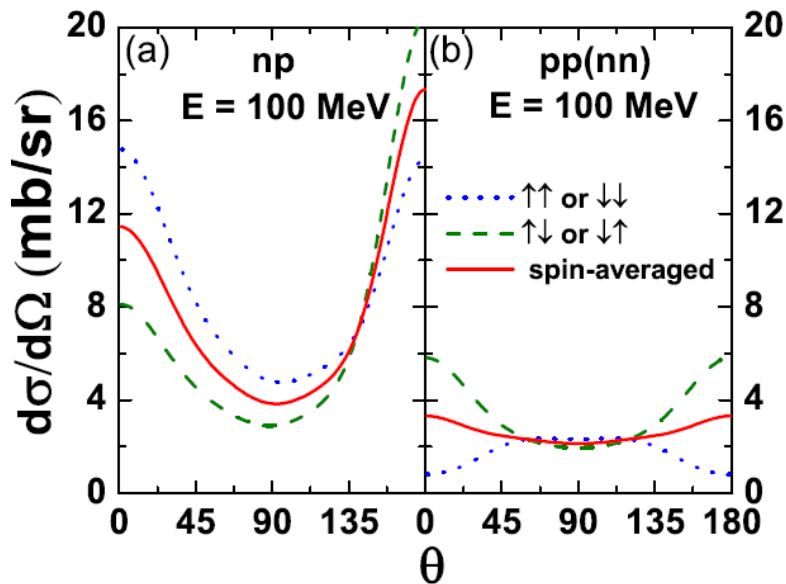 dσ/dΩ (mb/sr)
20
16
12
8
4
0
(a)
np
E = 100 MeV
(b)
pp(nn)
E = 100 MeV
↑↑ or ↓↓
↑↓ or ↓↑
spin-averaged
20
16
12
8
4
0
0 45 90 135 0 45 90 135 180
θ